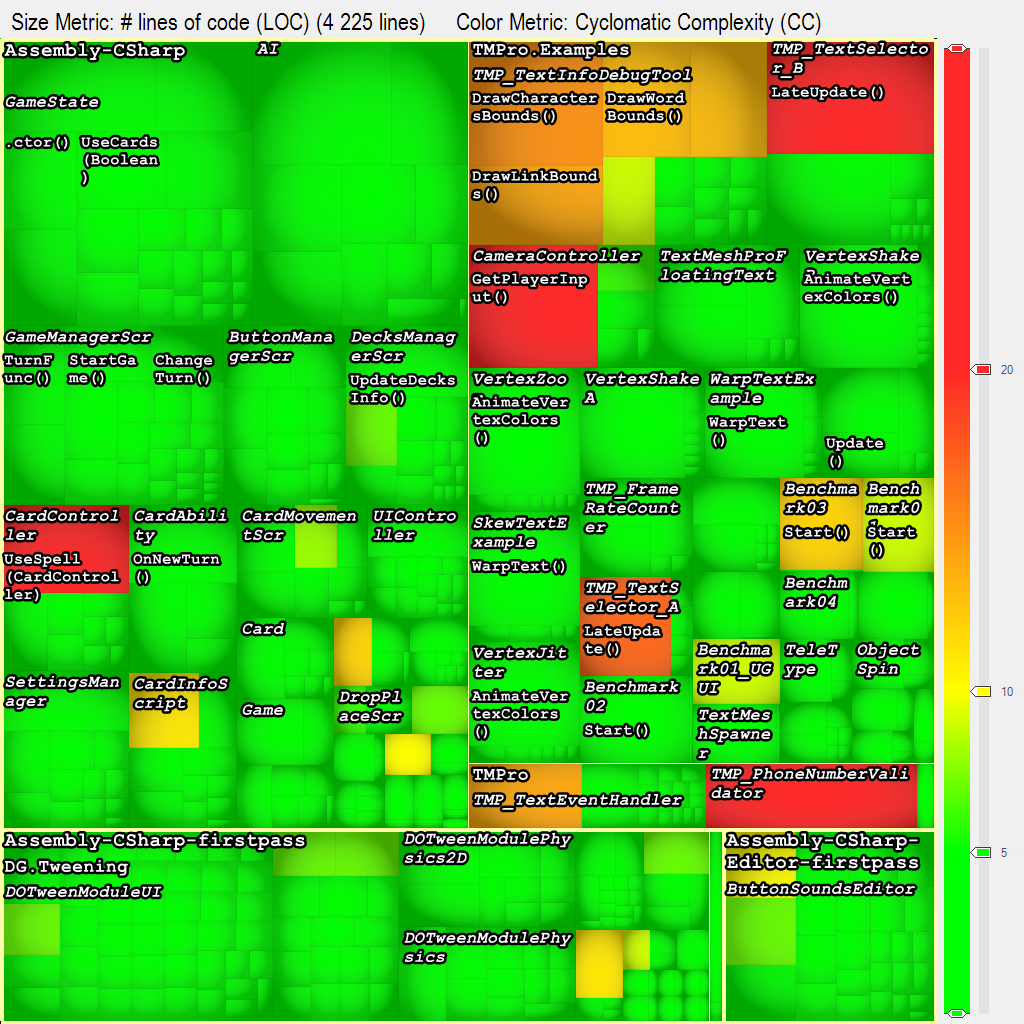 Size Metric: # lines of code (LOC) (4 225 lines) Color Metric: Cyclomatic Complexity (CC)
Assembly-CSharp
AI
GameState
.ctor()
UseCards
(Boolean
)
GameManagerScr
TurnF
unc()
StartGa
me()
Change
Turn()
ButtonMana
gerScr
DecksManag
erScr
UpdateDecks
Info()
CardControl
ler
UseSpell
(CardControl
ler)
CardAbili
ty
OnNewTurn
()
CardMovemen
tScr
UIContro
ller
Card
SettingsMan
ager
CardInfoS
cript
Game
DropPl
aceScr
TMPro.Examples
TMP_TextInfoDebugTool
DrawCharacter
sBounds()
DrawWord
Bounds()
DrawLinkBound
s()
TMP_TextSelecto
r_B
LateUpdate()
CameraController
GetPlayerInp
ut()
TextMeshProF
loatingText
VertexShake
AnimateVert
exColors()
VertexZoo
AnimateVer
texColors
()
VertexShake
A
WarpTextEx
ample
WarpText
()
Update
()
SkewTextE
xample
WarpText()
TMP_Frame
RateCount
er
Benchma
rk03
Start()
Bench
mark0
Start
()
TMP_TextS
elector_A
LateUpda
te()
Benchm
ark04
VertexJit
ter
AnimateVer
texColors
()
Benchmark
02
Start()
Benchma
rk01_UG
UI
TeleT
ype
Object
Spin
TextMes
hSpawne
r
TMPro
TMP_TextEventHandler
TMP_PhoneNumberVali
dator
Assembly-CSharp-firstpass
DG.Tweening
DOTweenModuleUI
DOTweenModulePhy
sics2D
DOTweenModulePhy
sics
Assembly-CSharp-
Editor-firstpass
ButtonSoundsEditor
20
10
5